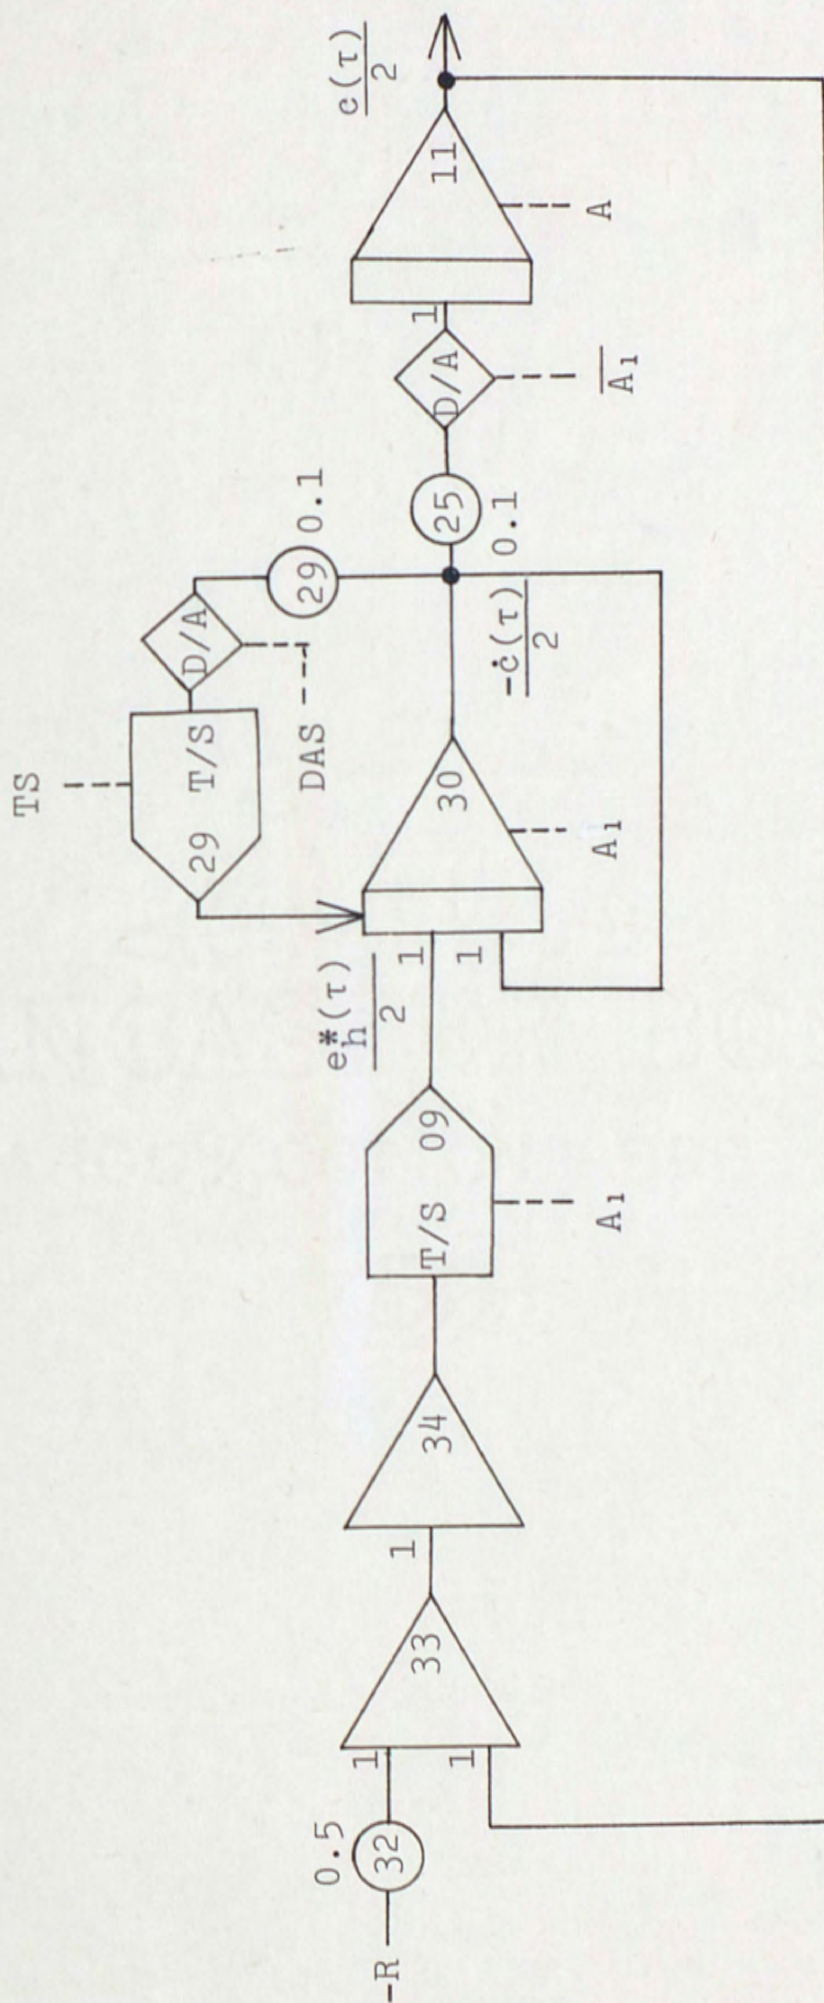 -R
0.5
32
1
1
33
1
34
T/S 09
A₁
e*h(τ)
2
1
1
30
A₁
TS
29 T/S
D/A
DAS
29
0.1
-ċ(τ)
2
25
0.1
D/A
A̅₁
1
11
A
c(τ)
2